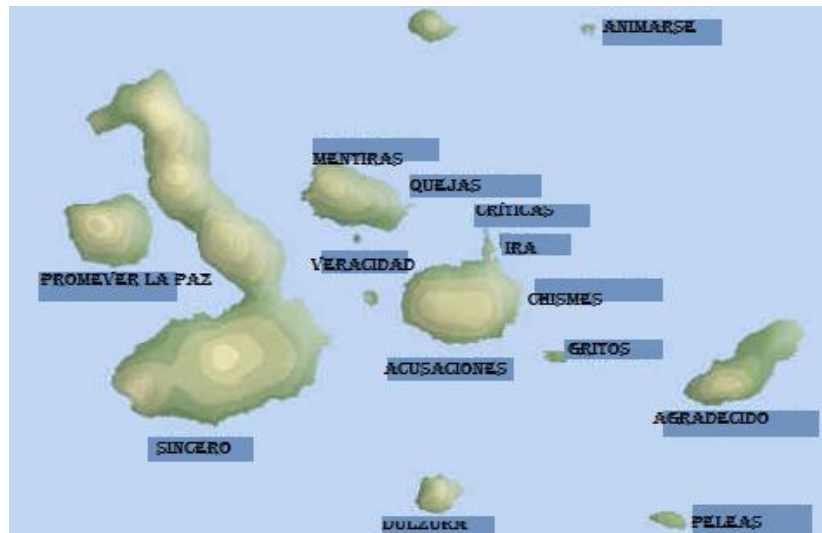 ANIMARSE
MENTIRAS
QUEJAS
CRÍTICAS
IRA
VERACIDAD
PROMEVER LA PAZ
CHISMES
GRITOS
ACUSACIONES
AGRADECIDO
SINCERO
DULZURA
PELEAS